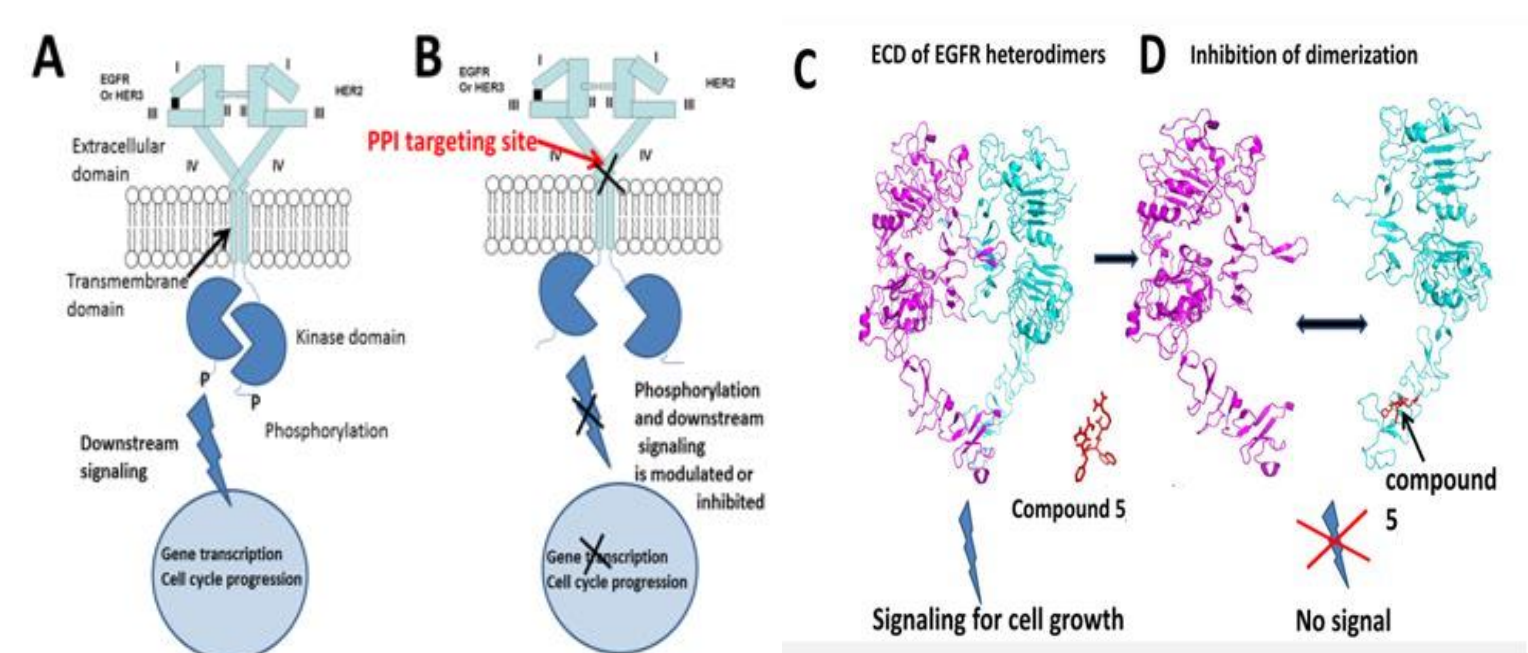 A
I
I
EGFR
Or HER3
HER2
III
II
II
III
Extracellular
domain
IV
IV
Transmembrane
domain
Kinase domain
P
P
Phosphorylation
Downstream
signaling
Gene transcription
Cell cycle progression
B
I
I
EGFR
Or HER3
HER2
III
II
II
III
PPI targeting site
IV
IV
Phosphorylation
and downstream
signaling
is modulated or
inhibited
Gene transcription
Cell cycle progression
C
ECD of EGFR heterodimers
Compound 5
Signaling for cell growth
D
Inhibition of dimerization
compound
5
No signal